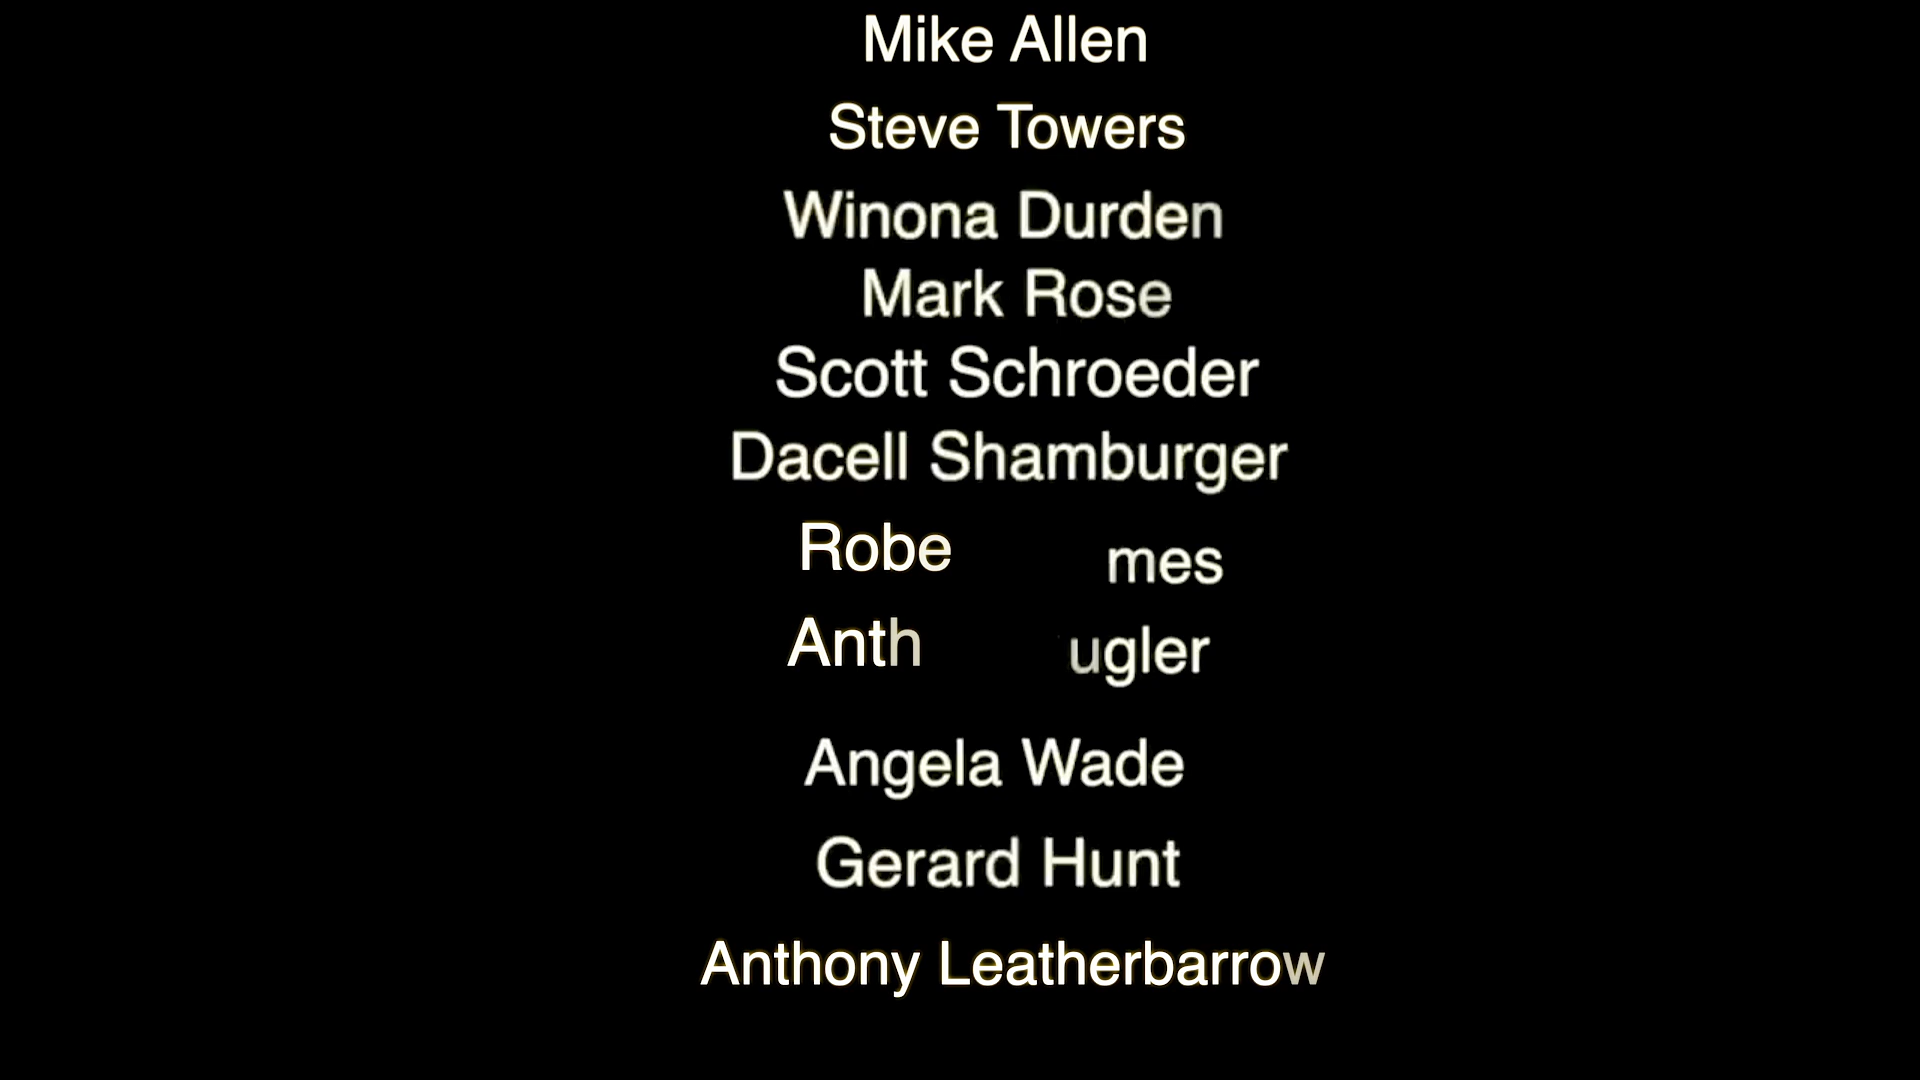 Mike Allen
Steve Towers
Winona Durden
Mark Rose
Scott Schroeder
Dacell Shamburger
Robe mes
Anth ugler
Angela Wade
Gerard Hunt
Anthony Leatherbarrow